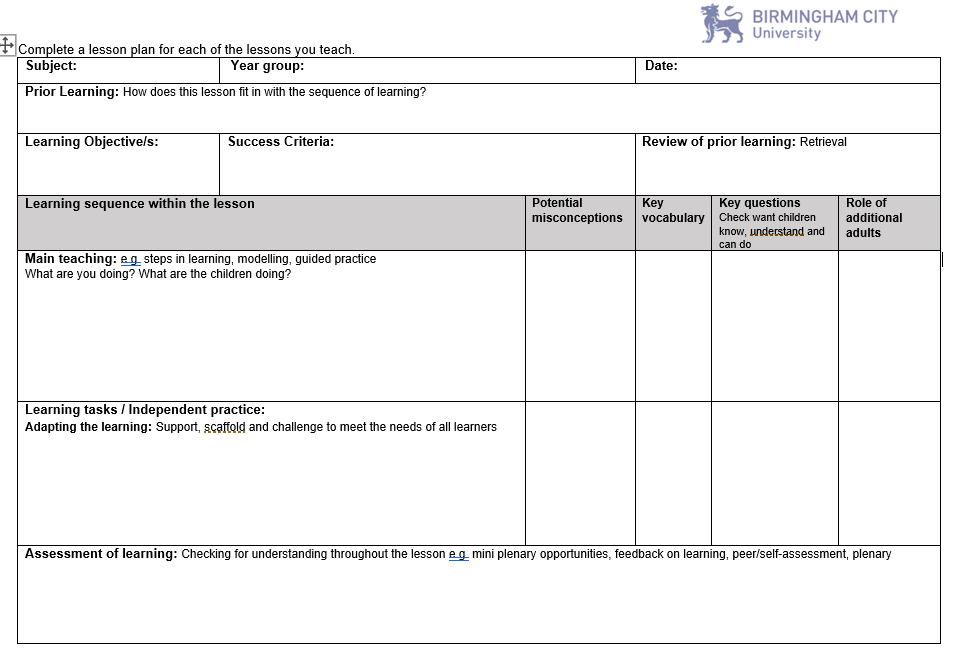 BIRMINGHAM CITY
University
Complete a lesson plan for each of the lessons you teach.
Subject:
Year group:
Date:
Prior Learning: How does this lesson fit in with the sequence of learning?
Learning Objective/s:
Success Criteria:
Review of prior learning: Retrieval
Learning sequence within the lesson
Potential
misconceptions
Key
vocabulary
Key questions
Check want children
know, understand and
can do
Role of
additional
adults
Main teaching: e.g. steps in learning, modelling, guided practice
What are you doing? What are the children doing?
Learning tasks / Independent practice:
Adapting the learning: Support, scaffold and challenge to meet the needs of all learners
Assessment of learning: Checking for understanding throughout the lesson e.g. mini plenary opportunities, feedback on learning, peer/self-assessment, plenary